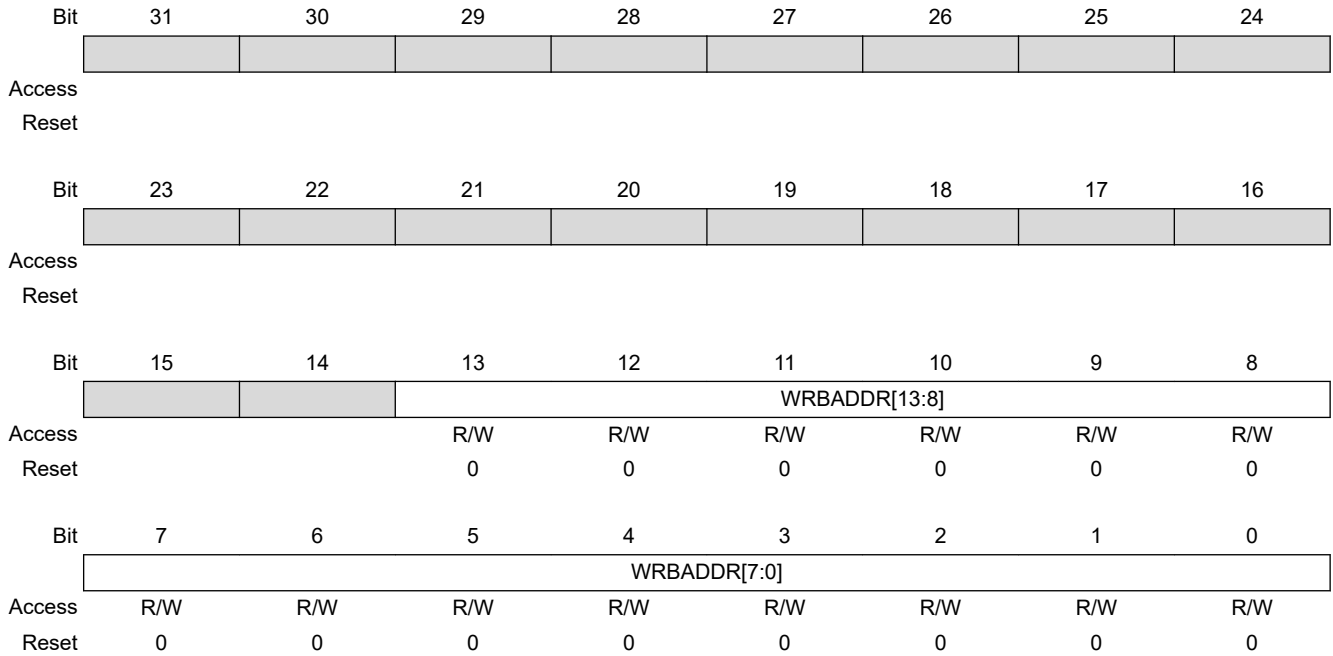 Bit 31 30 29 28 27 26 25 24
Access
Reset
Bit 23 22 21 20 19 18 17 16
Access
Reset
Bit 15 14 13 12 11 10 9 8
WRBADDR[13:8]
Access R/W R/W R/W R/W R/W R/W
Reset 0 0 0 0 0 0
Bit 7 6 5 4 3 2 1 0
WRBADDR[7:0]
Access R/W R/W R/W R/W R/W R/W R/W R/W
Reset 0 0 0 0 0 0 0 0